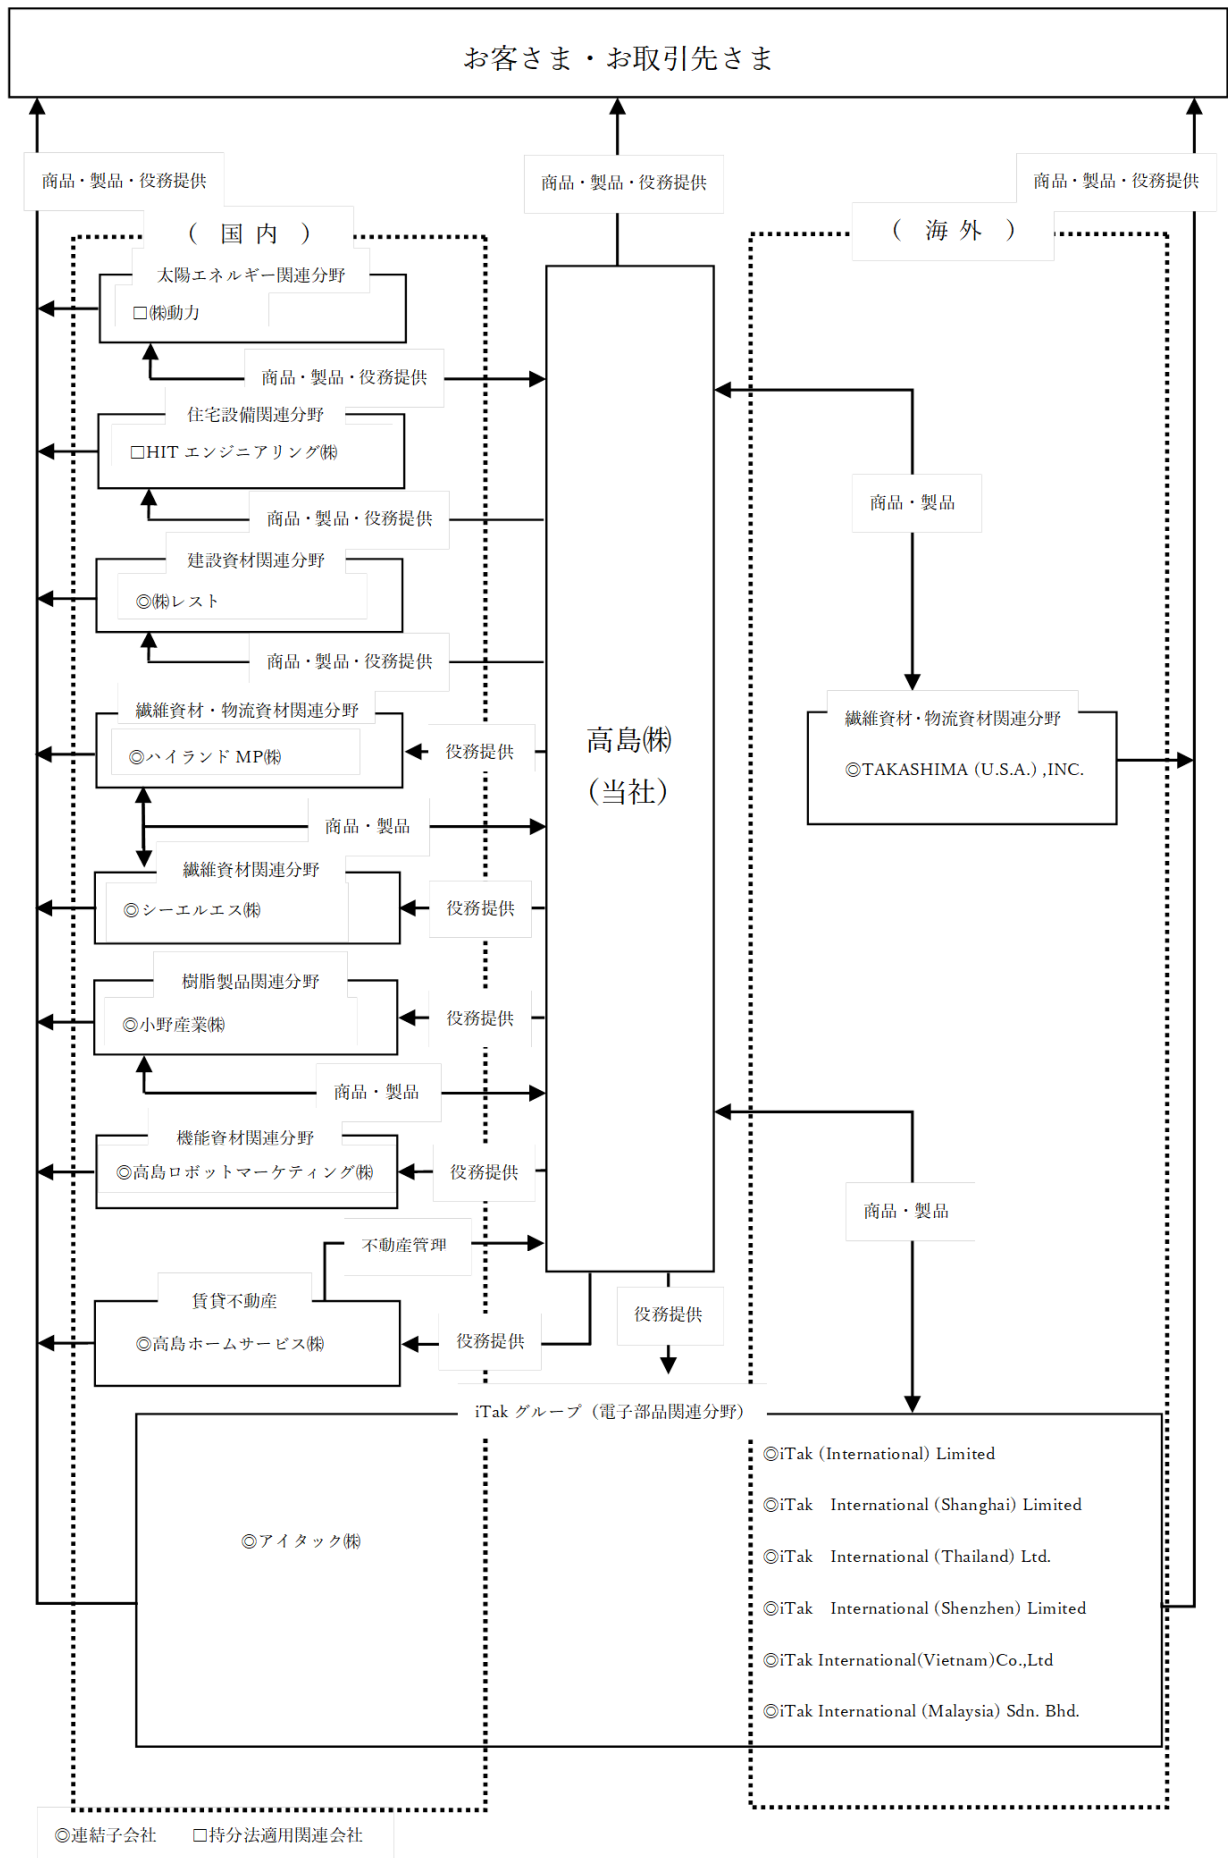 お客さま・お取引先さま
商品・製品・役務提供
商品・製品・役務提供
商品・製品・役務提供
（ 国 内 ）
（ 海 外 ）
太陽エネルギー関連分野
□㈱動力
商品・製品・役務提供
住宅設備関連分野
□HIT エンジニアリング㈱
商品・製品・役務提供
建設資材関連分野
◎㈱レスト
商品・製品・役務提供
繊維資材・物流資材関連分野
◎ハイランド MP㈱
役務提供
商品・製品
繊維資材関連分野
◎シーエルエス㈱
役務提供
樹脂製品関連分野
◎小野産業㈱
役務提供
商品・製品
機能資材関連分野
◎高島ロボットマーケティング㈱
役務提供
不動産管理
賃貸不動産
◎高島ホームサービス㈱
役務提供
高島㈱
（当社）
役務提供
商品・製品
繊維資材・物流資材関連分野
◎TAKASHIMA (U.S.A.) ,INC.
商品・製品
iTak グループ（電子部品関連分野）
◎アイタック㈱
◎iTak (International) Limited
◎iTak　International (Shanghai) Limited
◎iTak　International (Thailand) Ltd.
◎iTak　International (Shenzhen) Limited
◎iTak International(Vietnam)Co.,Ltd
◎iTak International (Malaysia) Sdn. Bhd.
◎連結子会社　　□持分法適用関連会社